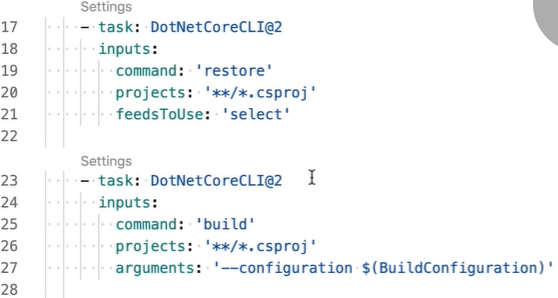 Settings
17 - task: DotNetCoreCLI@2
18 inputs:
19 command: 'restore'
20 projects: '**/*.csproj'
21 feedsToUse: 'select'
22
Settings
23 - task: DotNetCoreCLI@2
24 inputs:
25 command: 'build'
26 projects: '**/*.csproj'
27 arguments: '--configuration $(BuildConfiguration)'
28